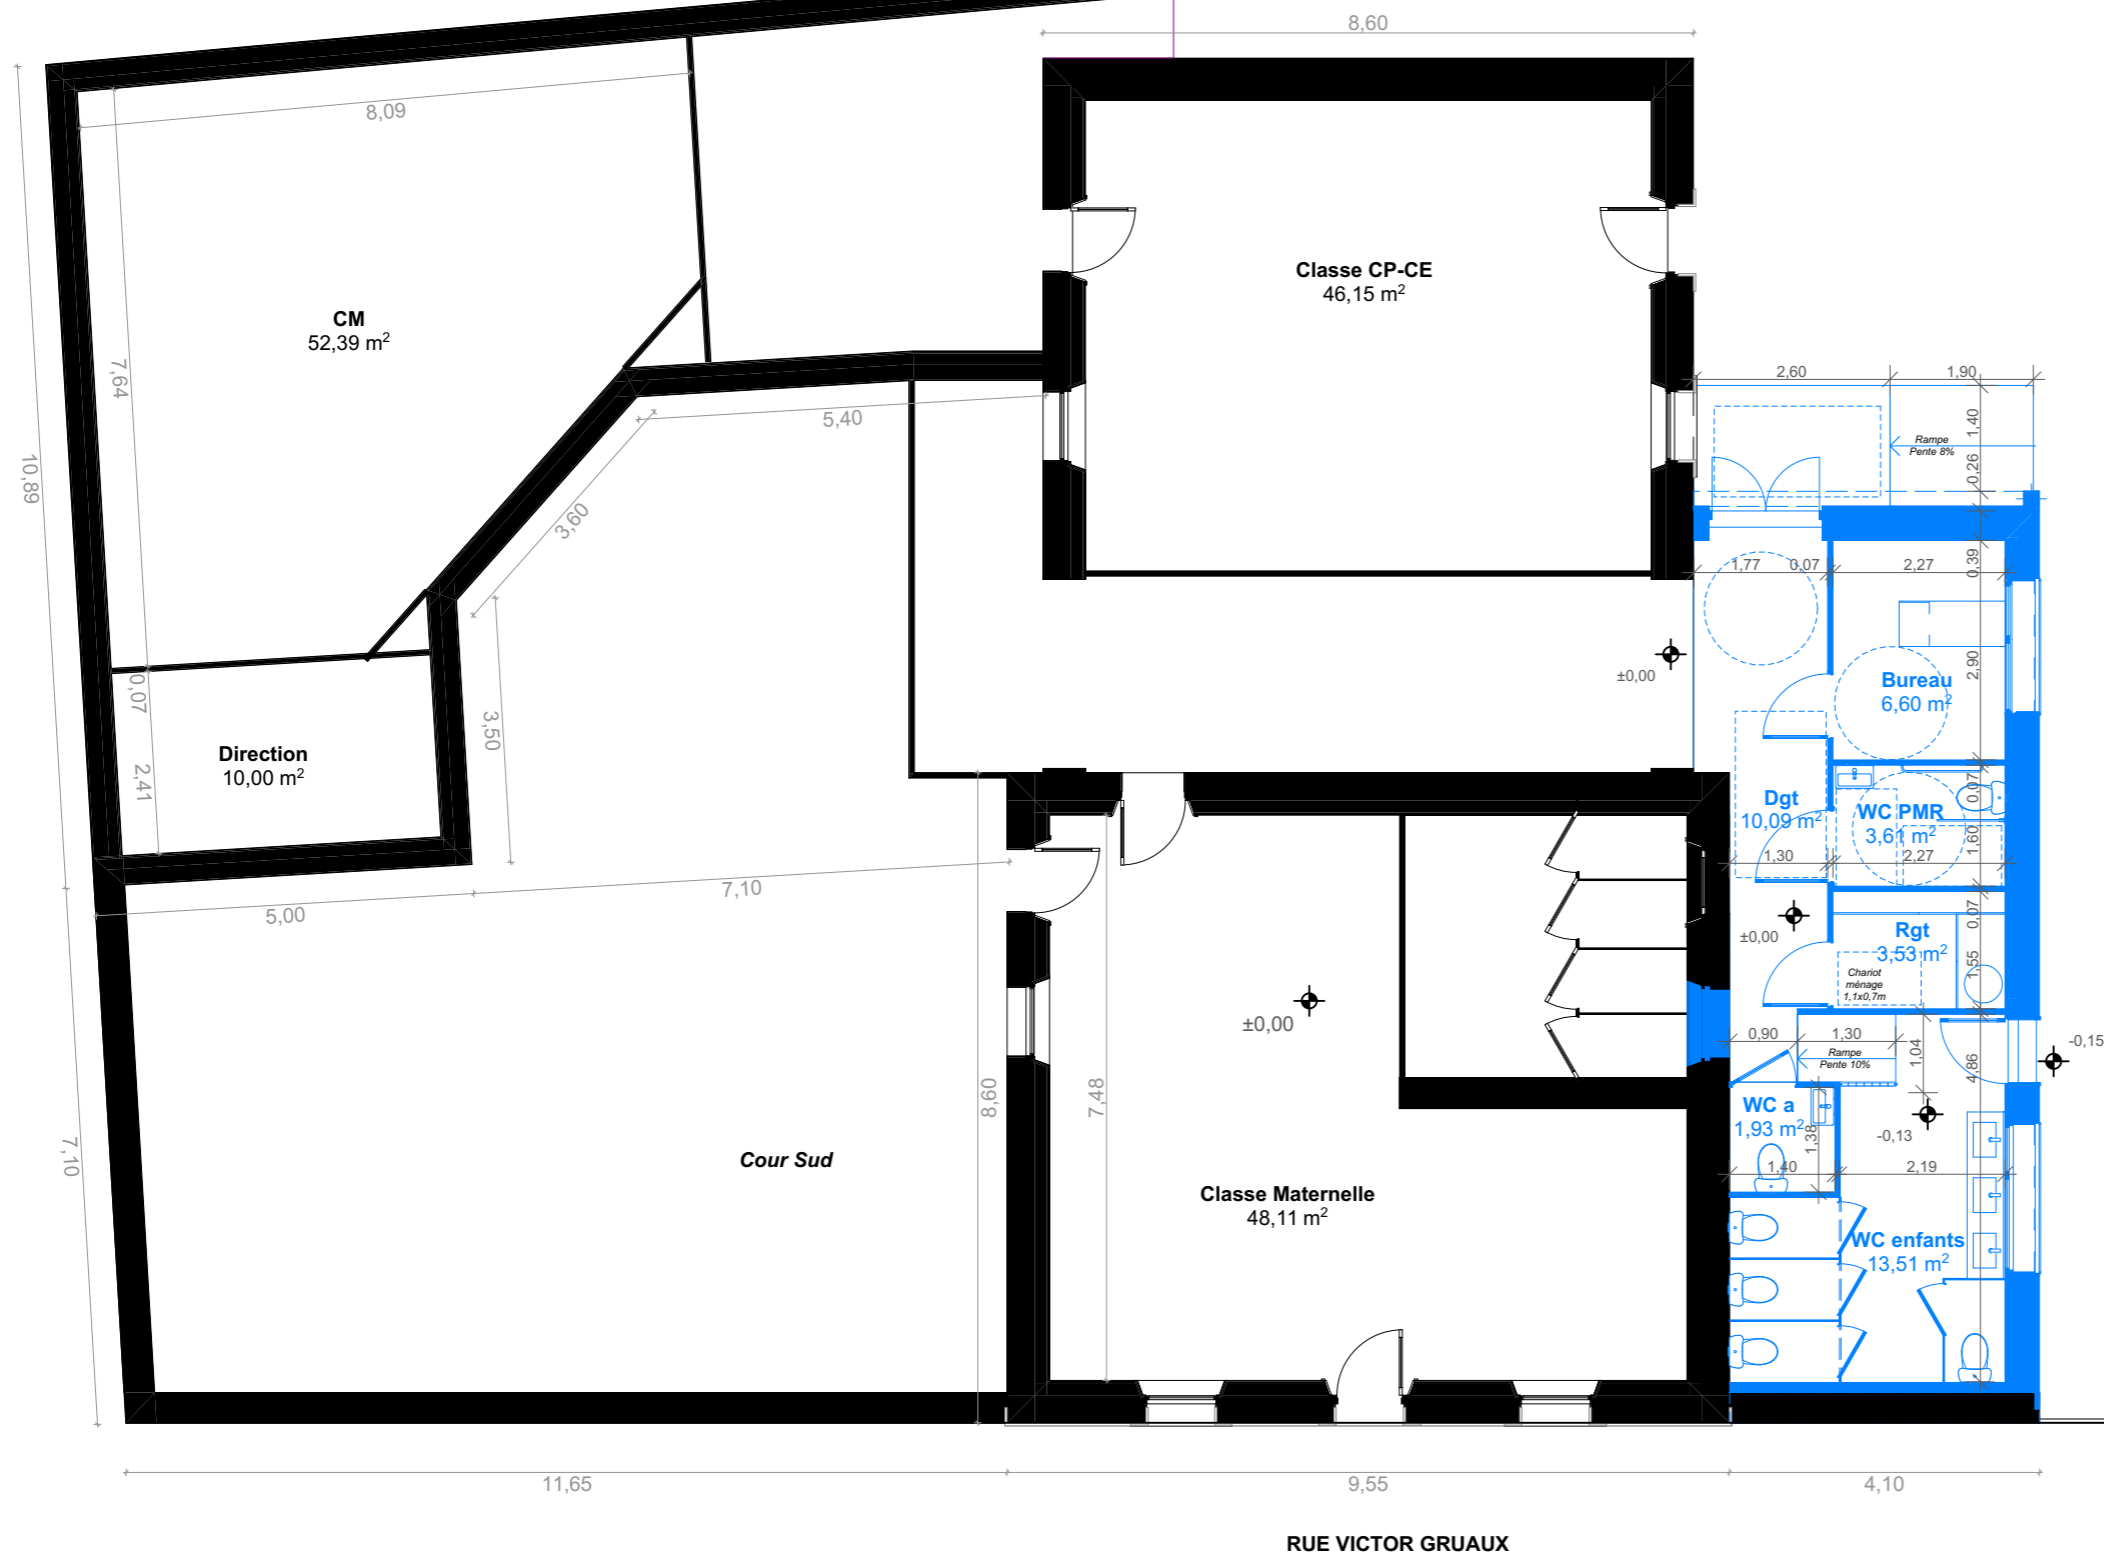 8,60
8,09
CM
52,39 m²
7,64
10,89
5,40
3,60
Classe CP-CE
46,15 m²
2,60
1,90
1,40
Rampe
Pente 8%
0,26
1,77
0,07
2,27
0,39
±0,00
Bureau
6,60 m²
2,90
0,07
3,50
Direction
10,00 m²
2,41
Dgt
10,09 m²
WC PMR
3,61 m²
0,07
1,60
1,30
2,27
7,10
5,00
0,07
±0,00
Rgt
3,53 m²
Chariot
ménage
1,1x0,7m
1,55
±0,00
0,90
1,30
1,04
Rampe
Pente 10%
4,86
-0,15
8,60
7,48
7,10
WC a
1,93 m²
1,38
-0,13
1,40
2,19
Cour Sud
Classe Maternelle
48,11 m²
WC enfants
13,51 m²
11,65
9,55
4,10
RUE VICTOR GRUAUX